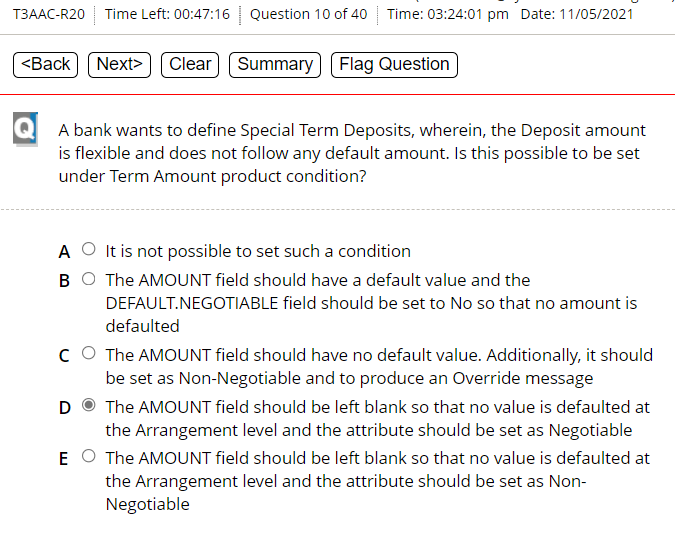 T3AAC-R20 Time Left: 00:47:16 Question 10 of 40 Time: 03:24:01 pm Date: 11/05/2021
<Back Next> Clear Summary Flag Question
Q A bank wants to define Special Term Deposits, wherein, the Deposit amount
is flexible and does not follow any default amount. Is this possible to be set
under Term Amount product condition?
A It is not possible to set such a condition
B The AMOUNT field should have a default value and the
DEFAULT.NEGOTIABLE field should be set to No so that no amount is
defaulted
C The AMOUNT field should have no default value. Additionally, it should
be set as Non-Negotiable and to produce an Override message
D The AMOUNT field should be left blank so that no value is defaulted at
the Arrangement level and the attribute should be set as Negotiable
E The AMOUNT field should be left blank so that no value is defaulted at
the Arrangement level and the attribute should be set as Non-
Negotiable